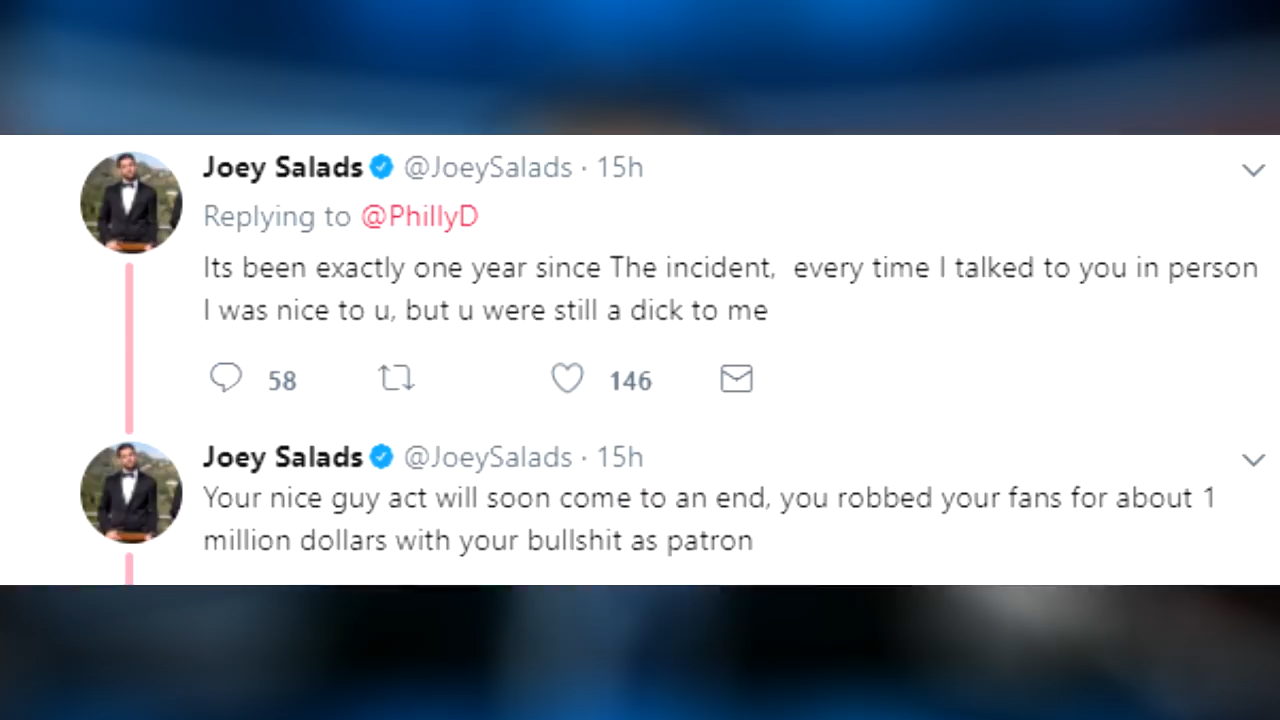 Joey Salads @JoeySalads · 15h
Replying to @PhillyD
Its been exactly one year since The incident,  every time I talked to you in person
I was nice to u, but u were still a dick to me
58 146
Joey Salads @JoeySalads · 15h
Your nice guy act will soon come to an end, you robbed your fans for about 1
million dollars with your bullshit as patron